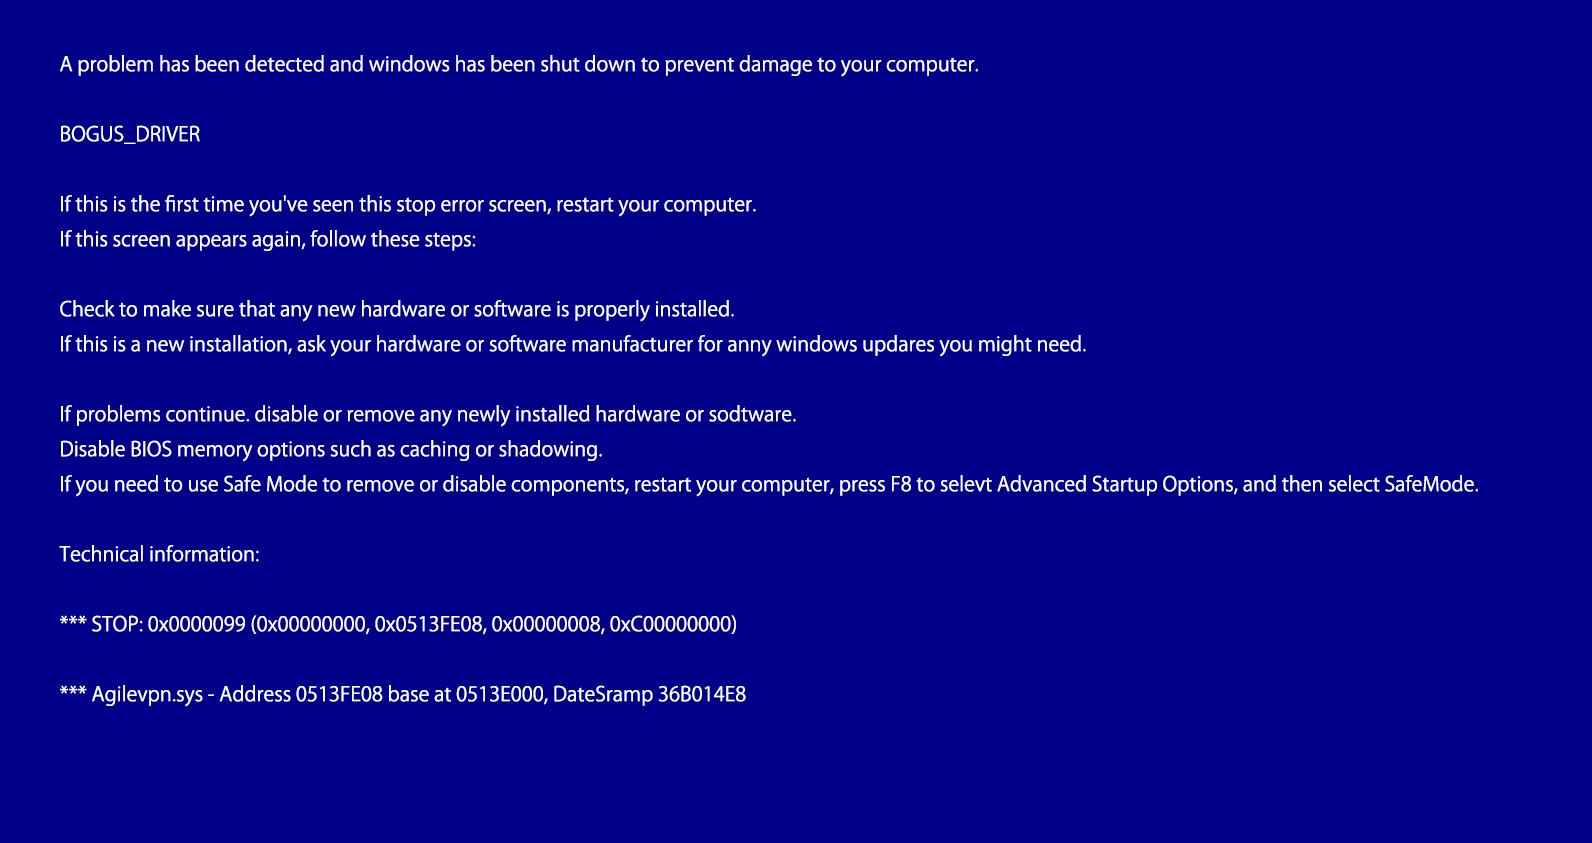 A problem has been detected and windows has been shut down to prevent damage to your computer.
BOGUS_DRIVER
If this is the first time you've seen this stop error screen, restart your computer.
If this screen appears again, follow these steps:
Check to make sure that any new hardware or software is properly installed.
If this is a new installation, ask your hardware or software manufacturer for anny windows updares you might need.
If problems continue. disable or remove any newly installed hardware or sodtware.
Disable BIOS memory options such as caching or shadowing.
If you need to use Safe Mode to remove or disable components, restart your computer, press F8 to selevt Advanced Startup Options, and then select SafeMode.
Technical information:
*** STOP: 0x0000099 (0x00000000, 0x0513FE08, 0x00000008, 0xC00000000)
*** Agilevpn.sys - Address 0513FE08 base at 0513E000, DateSramp 36B014E8